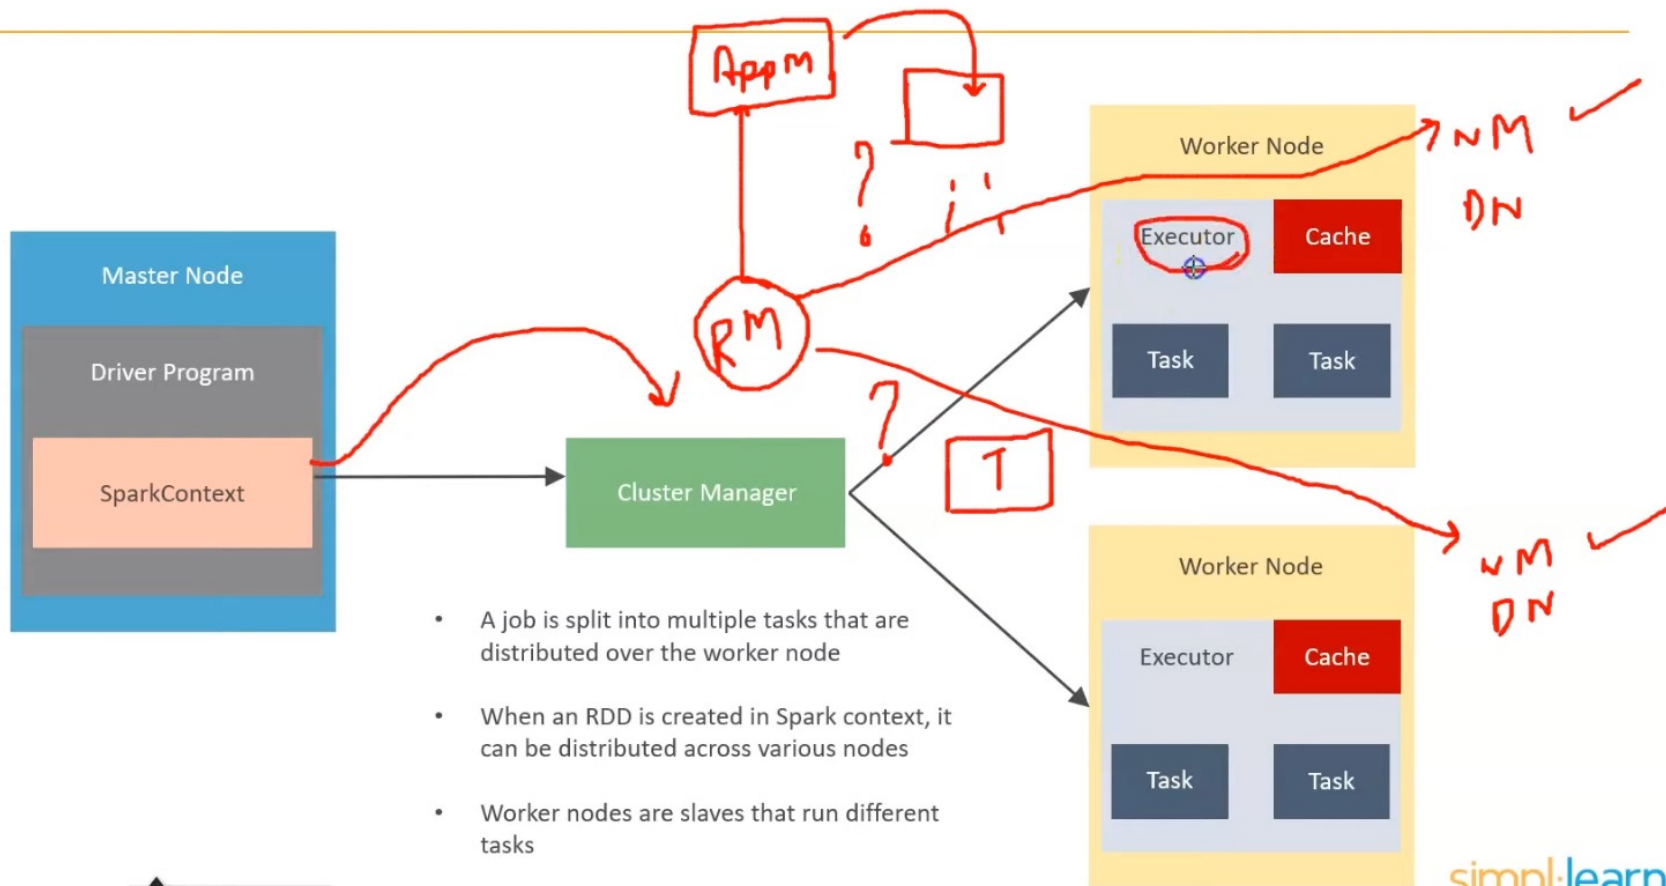 AppM
Worker Node
NM
DN
Executor
Cache
Master Node
RM
?
Driver Program
Task
Task
?
T
SparkContext
Cluster Manager
Worker Node
NM
DN
• A job is split into multiple tasks that are
distributed over the worker node
Executor
Cache
• When an RDD is created in Spark context, it
can be distributed across various nodes
Task
Task
• Worker nodes are slaves that run different
tasks
simplilearn